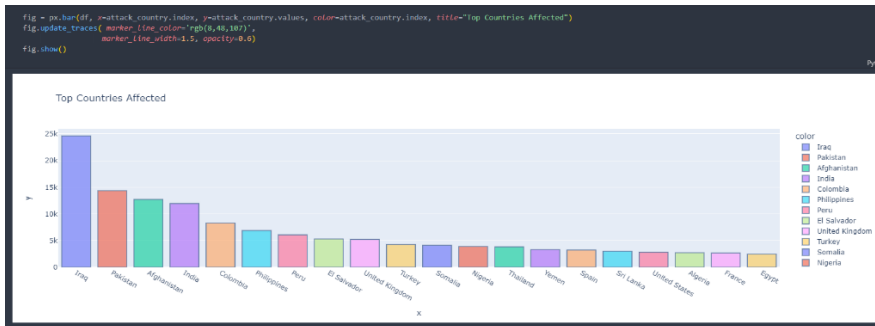 fig = px.bar(df, x=attack_country.index, y=attack_country.values, color=attack_country.index, title="Top Countries Affected")
fig.update_traces( marker_line_color='rgb(8,48,107)',
marker_line_width=1.5, opacity=0.6)
fig.show()
Py
Top Countries Affected
25k
20k
15k
10k
5k
0
y
Iraq
Pakistan
Afghanistan
India
Colombia
Philippines
Peru
El Salvador
United Kingdom
Turkey
Somalia
Nigeria
Thailand
Yemen
Spain
Sri Lanka
United States
Algeria
France
Egypt
x
color
Iraq
Pakistan
Afghanistan
India
Colombia
Philippines
Peru
El Salvador
United Kingdom
Turkey
Somalia
Nigeria